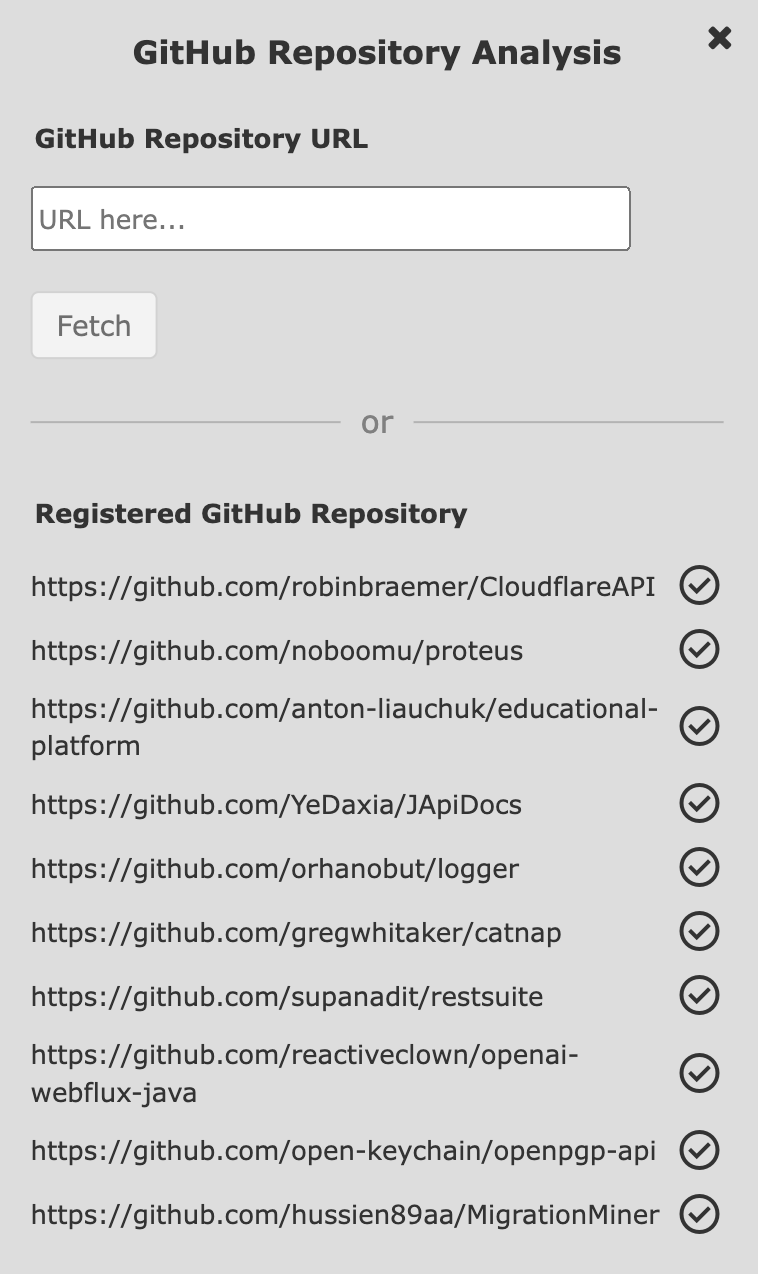 GitHub Repository Analysis
GitHub Repository URL
URL here...
Fetch
or
Registered GitHub Repository
https://github.com/robinbraemer/CloudflareAPI
https://github.com/noboomu/proteus
https://github.com/anton-liauchuk/educational-
platform
https://github.com/YeDaxia/JApiDocs
https://github.com/orhanobut/logger
https://github.com/gregwhitaker/catnap
https://github.com/supanadit/restsuite
https://github.com/reactiveclown/openai-
webflux-java
https://github.com/open-keychain/openpgp-api
https://github.com/hussien89aa/MigrationMiner